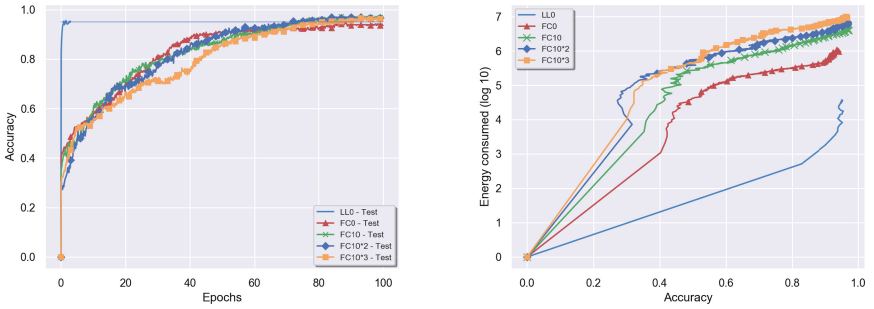 1.0
0.8
0.6
0.4
0.2
0.0
Accuracy
0
20
40
60
80
100
Epochs
LL0 - Test
FC0 - Test
FC10 - Test
FC10*2 - Test
FC10*3 - Test
7
6
5
4
3
2
1
0
Energy consumed (log 10)
0.0
0.2
0.4
0.6
0.8
1.0
Accuracy
LL0
FC0
FC10
FC10*2
FC10*3